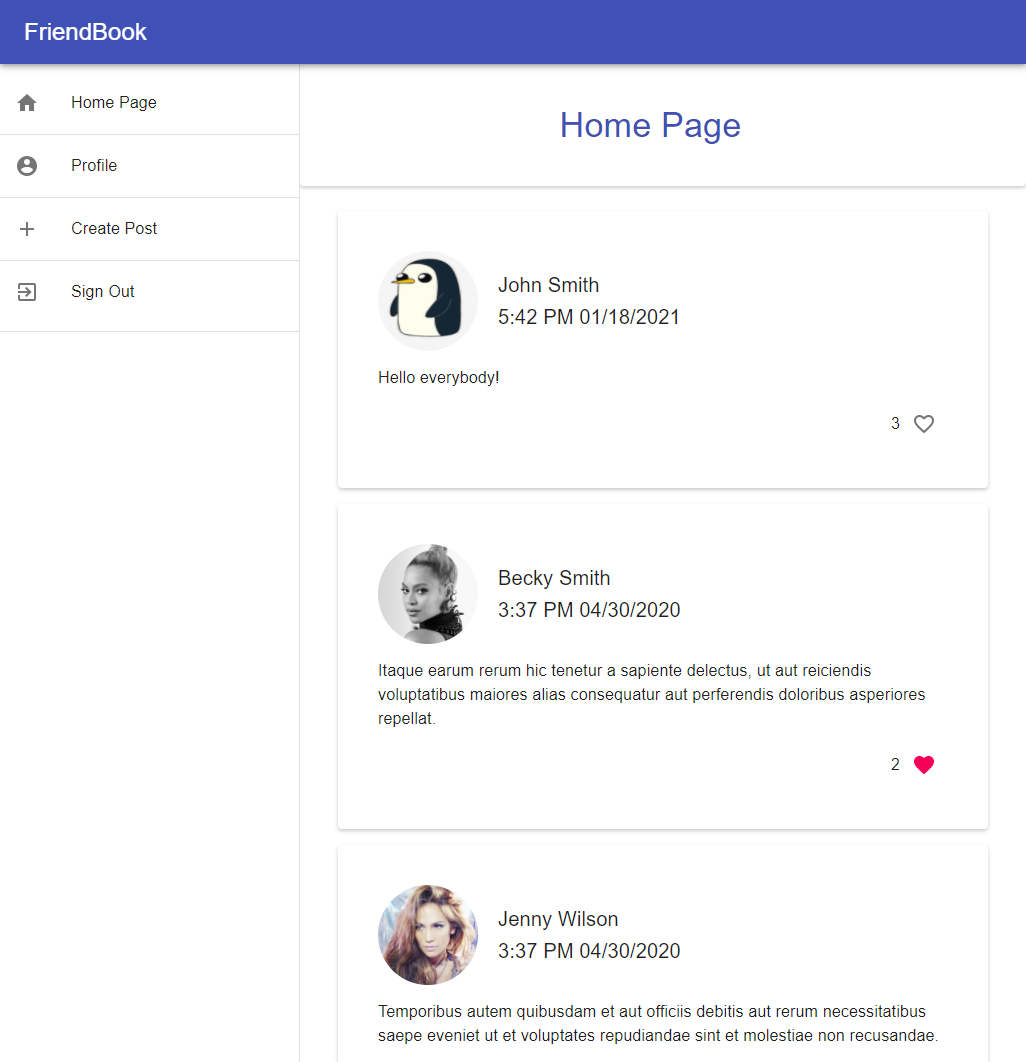 FriendBook
Home Page
Profile
Create Post
Sign Out
Home Page
John Smith
5:42 PM 01/18/2021
Hello everybody!
3
Becky Smith
3:37 PM 04/30/2020
Itaque earum rerum hic tenetur a sapiente delectus, ut aut reiciendis
voluptatibus maiores alias consequatur aut perferendis doloribus asperiores
repellat.
2
Jenny Wilson
3:37 PM 04/30/2020
Temporibus autem quibusdam et aut officiis debitis aut rerum necessitatibus
saepe eveniet ut et voluptates repudiandae sint et molestiae non recusandae.